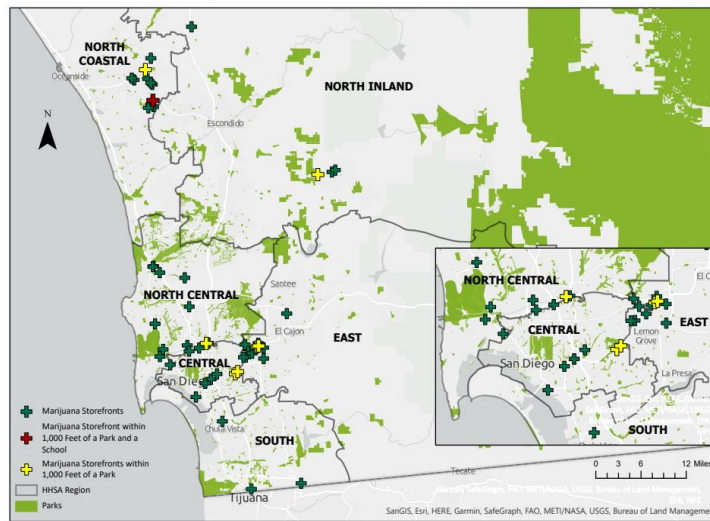 NORTH
COASTAL
Oceanside
NORTH INLAND
N
Escondido
NORTH CENTRAL
Santee
El Cajon
EAST
CENTRAL
San Die
Chula Vista
SOUTH
Tijuana
Tecate
NORTH CENTRAL
CENTRAL
San Diego
Lemon
Grove
EAST
La Presa
SOUTH
Marijuana Storefronts
Marijuana Storefront within
1,000 Feet of a Park and a
School
Marijuana Storefronts within
1,000 Feet of a Park
HHSA Region
Parks
0 3 6 12 Miles
SanGIS, Esri, HERE, Garmin, SafeGraph, FAO, METI/NASA, USGS, Bureau of Land Management,